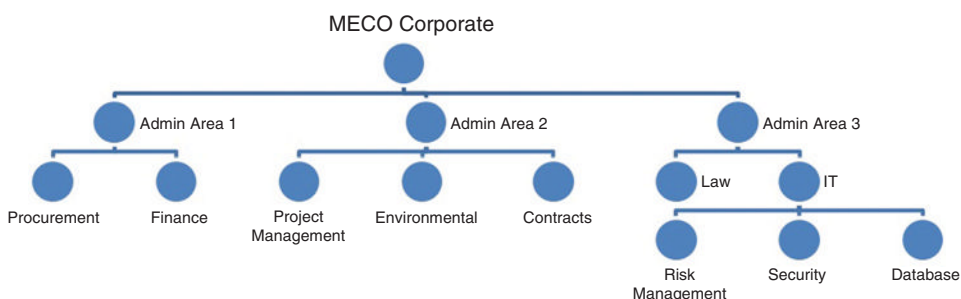 MECO Corporate
Admin Area 1
Admin Area 2
Admin Area 3
Procurement
Finance
Project
Management
Environmental
Contracts
Law
IT
Risk
Management
Security
Database